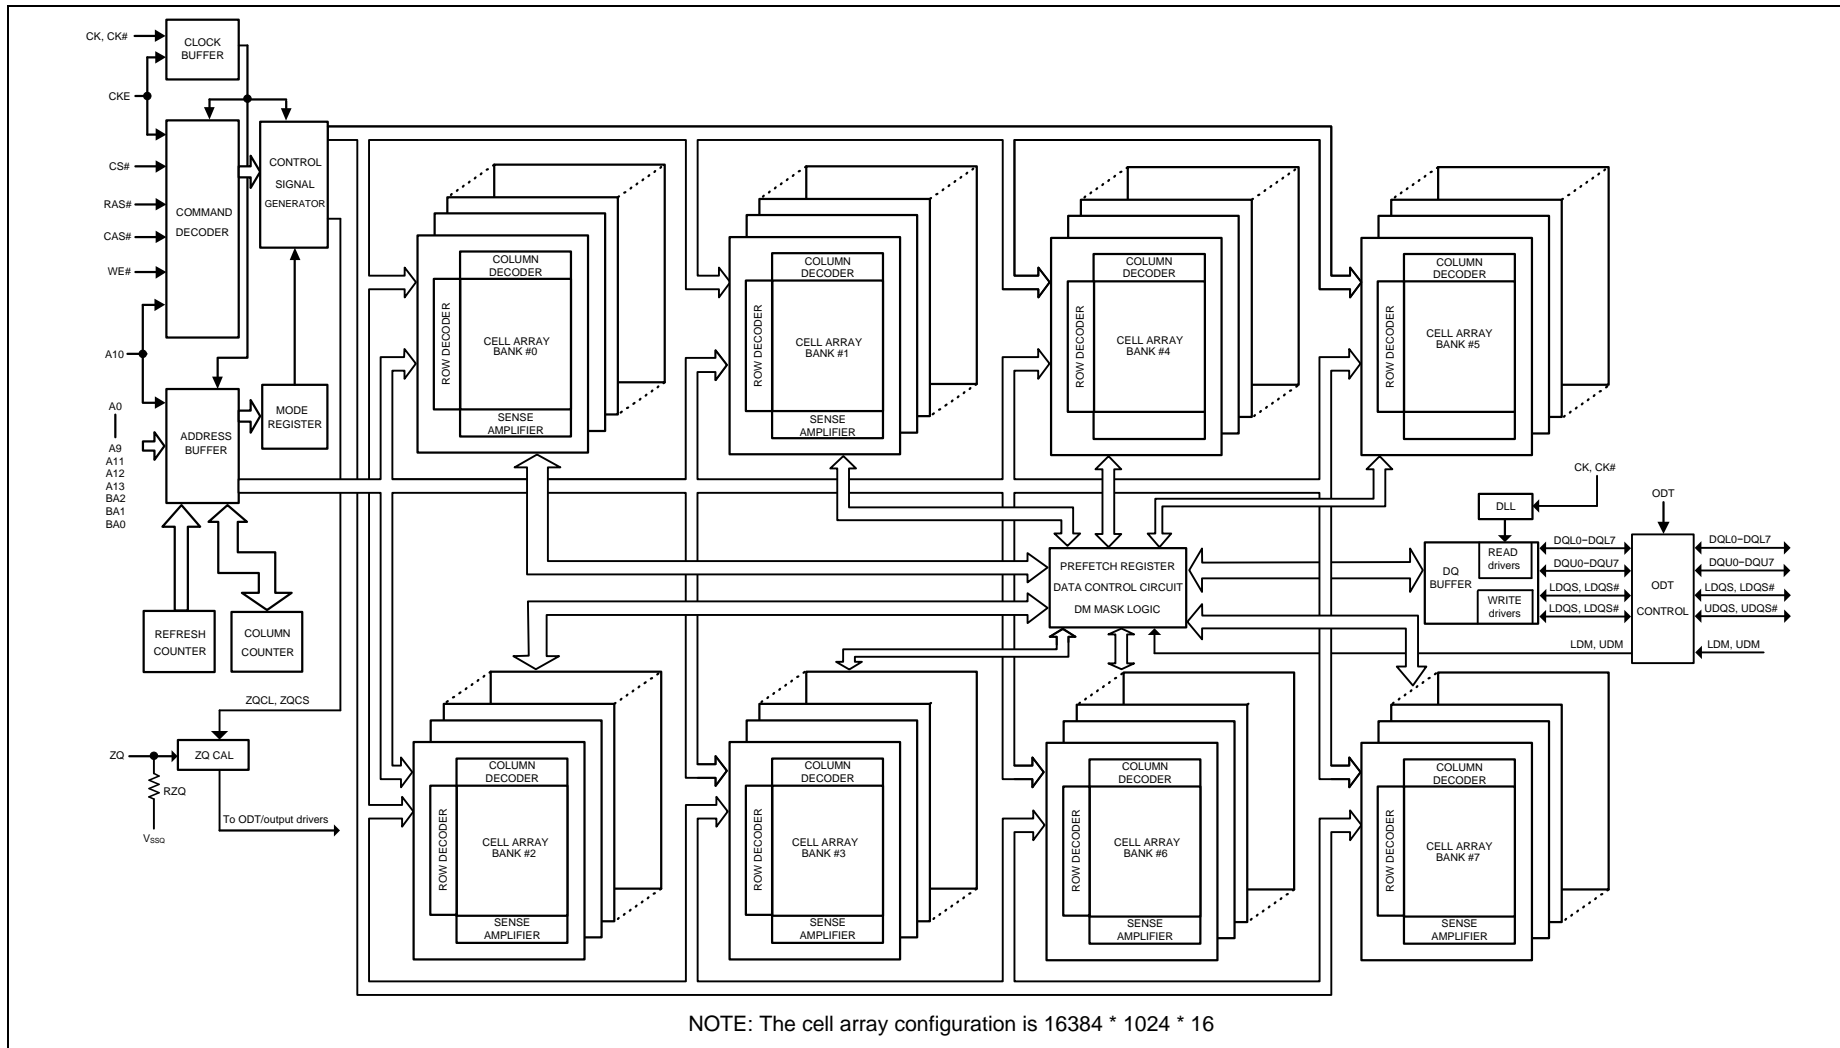 CK, CK#
CLOCK
BUFFER
CKE
CS#
RAS#
CAS#
WE#
COMMAND
DECODER
CONTROL
SIGNAL
GENERATOR
A10
A0
A9
A11
A12
A13
BA2
BA1
BA0
ADDRESS
BUFFER
MODE
REGISTER
REFRESH
COUNTER
COLUMN
COUNTER
ZQCL, ZQCS
ZQ
ZQ CAL
RZQ
VSSQ
To ODT/output drivers
COLUMN
DECODER
ROW DECODER
CELL ARRAY
BANK #0
SENSE
AMPLIFIER
COLUMN
DECODER
ROW DECODER
CELL ARRAY
BANK #1
SENSE
AMPLIFIER
COLUMN
DECODER
ROW DECODER
CELL ARRAY
BANK #4
COLUMN
DECODER
ROW DECODER
CELL ARRAY
BANK #5
PREFETCH REGISTER
DATA CONTROL CIRCUIT
DM MASK LOGIC
CK, CK#
DLL
ODT
READ
drivers
DQ
BUFFER
WRITE
drivers
DQL0~DQL7
DQU0~DQU7
LDQS, LDQS#
LDQS, LDQS#
LDM, UDM
ODT
CONTROL
DQL0~DQL7
DQU0~DQU7
LDQS, LDQS#
UDQS, UDQS#
LDM, UDM
COLUMN
DECODER
ROW DECODER
CELL ARRAY
BANK #2
SENSE
AMPLIFIER
COLUMN
DECODER
ROW DECODER
CELL ARRAY
BANK #3
SENSE
AMPLIFIER
COLUMN
DECODER
ROW DECODER
CELL ARRAY
BANK #6
SENSE
AMPLIFIER
COLUMN
DECODER
ROW DECODER
CELL ARRAY
BANK #7
SENSE
AMPLIFIER
NOTE: The cell array configuration is 16384 * 1024 * 16